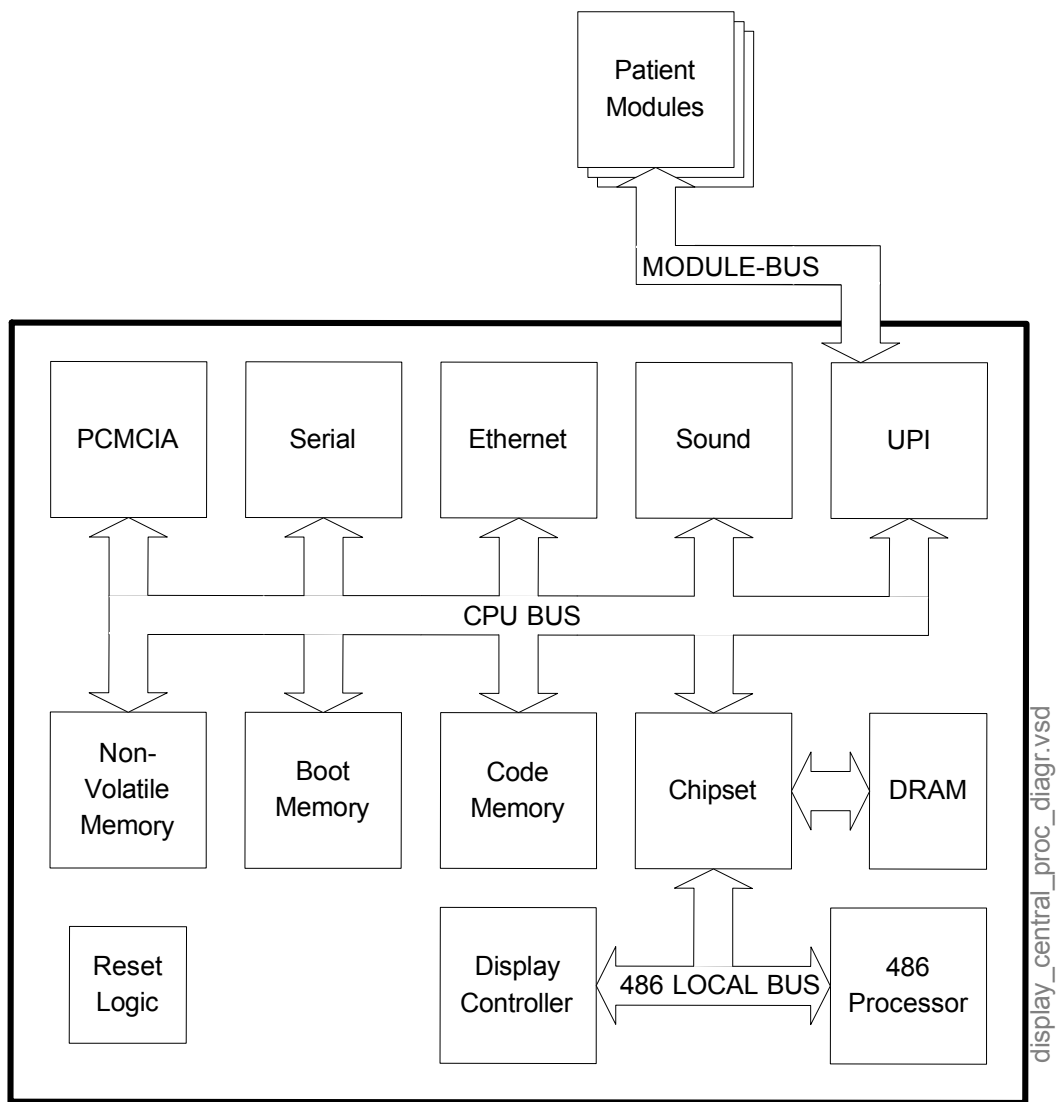 Patient
Modules
MODULE-BUS
PCMCIA
Serial
Ethernet
Sound
UPI
CPU BUS
Non-
Volatile
Memory
Boot
Memory
Code
Memory
Chipset
DRAM
Reset
Logic
Display
Controller
486 LOCAL BUS
486
Processor
display_central_proc_diagr.vsd